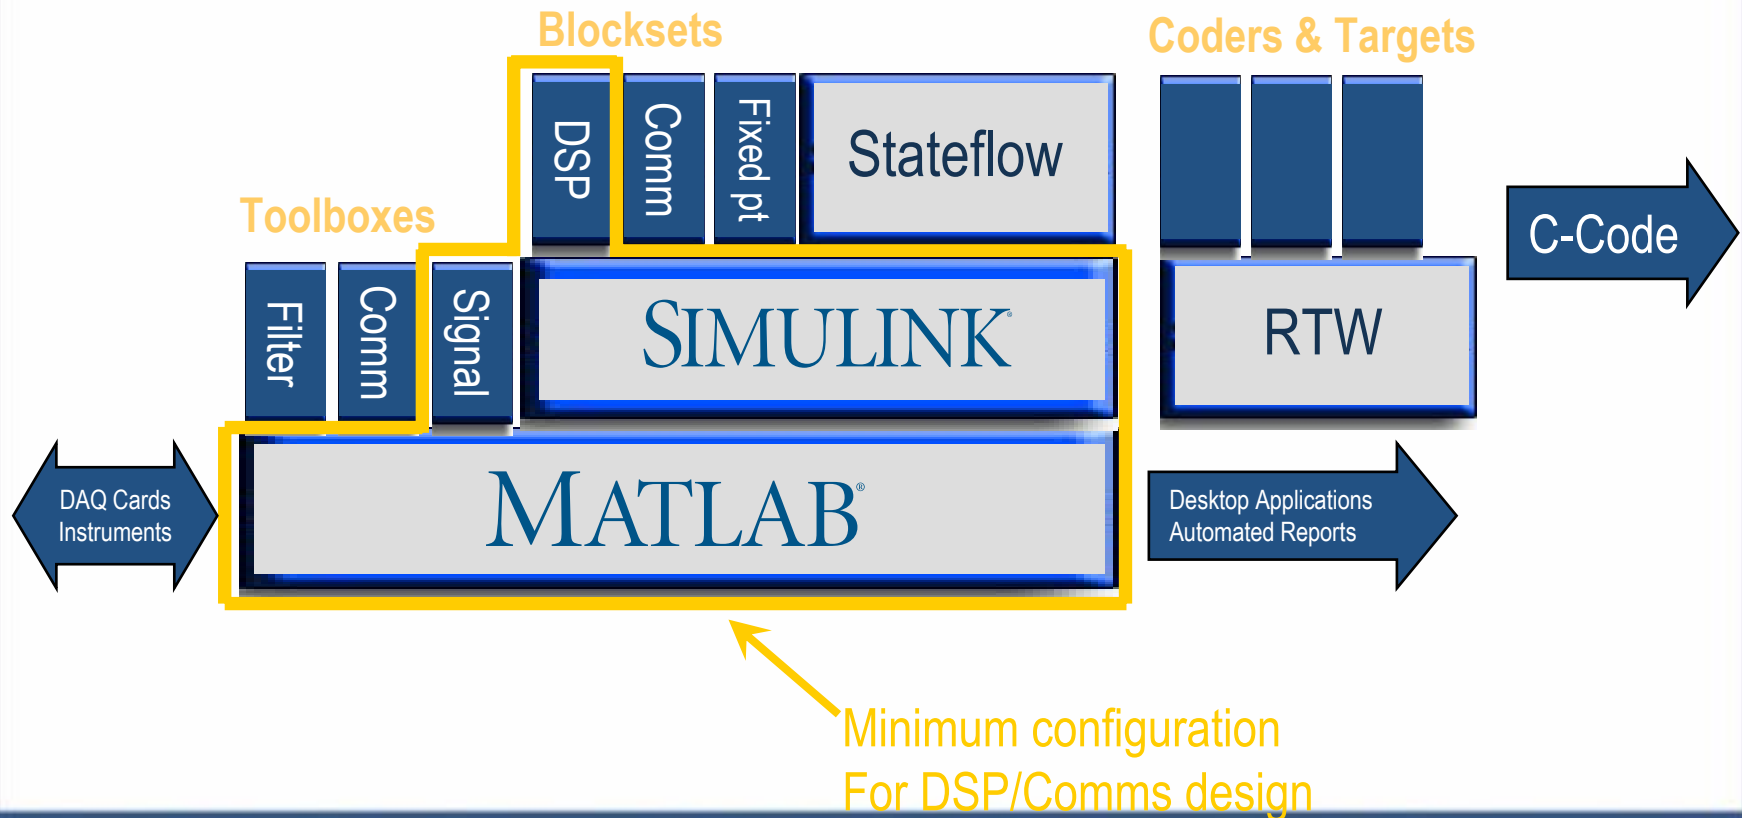 Blocksets
Coders & Targets
DSP
Comm
Fixed pt
Stateflow
Toolboxes
C-Code
Filter
Comm
Signal
SIMULINK®
RTW
MATLAB®
DAQ Cards
Instruments
Desktop Applications
Automated Reports
Minimum configuration
For DSP/Comms design